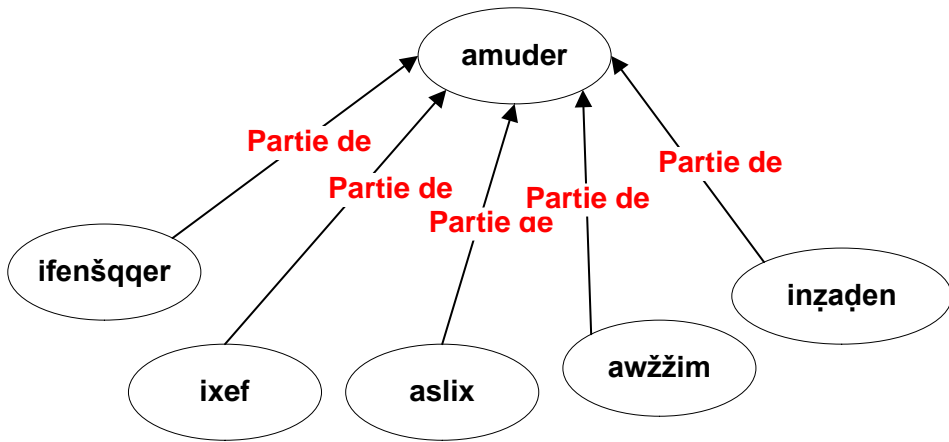 amuder
Partie de
Partie de
Partie de
Partie de
Partie de
ifenšqqer
inẓaḍen
ixef
aslix
awžžim